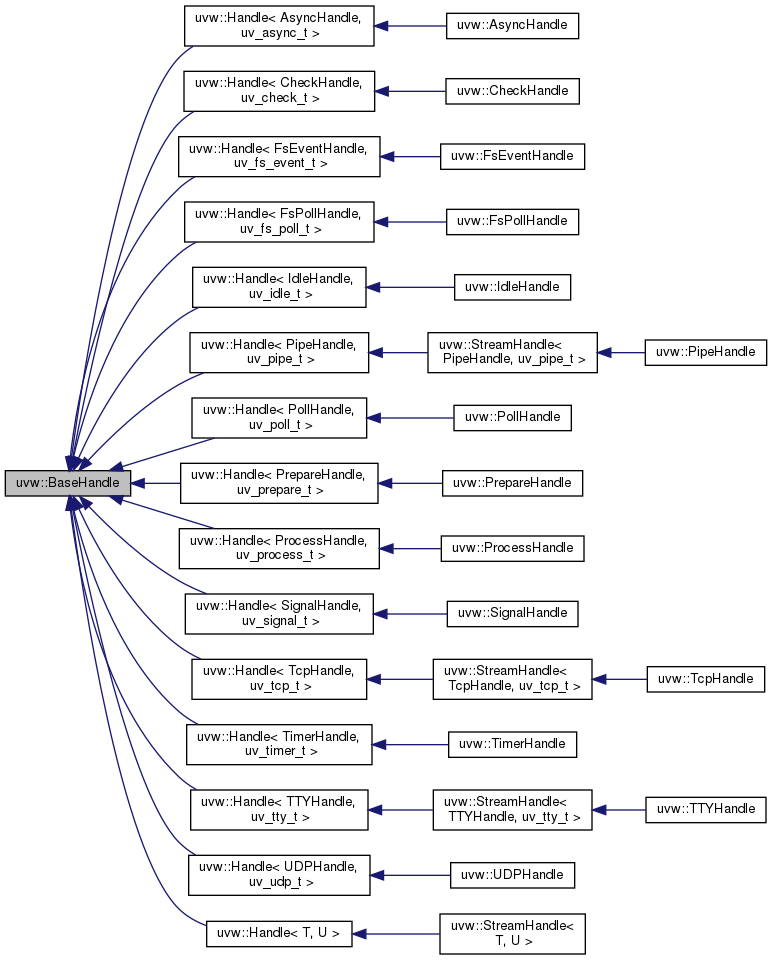 uvw::Handle< AsyncHandle,
uv_async_t >
uvw::AsyncHandle
uvw::Handle< CheckHandle,
uv_check_t >
uvw::CheckHandle
uvw::Handle< FsEventHandle,
uv_fs_event_t >
uvw::FsEventHandle
uvw::Handle< FsPollHandle,
uv_fs_poll_t >
uvw::FsPollHandle
uvw::Handle< IdleHandle,
uv_idle_t >
uvw::IdleHandle
uvw::Handle< PipeHandle,
uv_pipe_t >
uvw::StreamHandle<
PipeHandle, uv_pipe_t >
uvw::PipeHandle
uvw::Handle< PollHandle,
uv_poll_t >
uvw::PollHandle
uvw::BaseHandle
uvw::Handle< PrepareHandle,
uv_prepare_t >
uvw::PrepareHandle
uvw::Handle< ProcessHandle,
uv_process_t >
uvw::ProcessHandle
uvw::Handle< SignalHandle,
uv_signal_t >
uvw::SignalHandle
uvw::Handle< TcpHandle,
uv_tcp_t >
uvw::StreamHandle<
TcpHandle, uv_tcp_t >
uvw::TcpHandle
uvw::Handle< TimerHandle,
uv_timer_t >
uvw::TimerHandle
uvw::Handle< TTYHandle,
uv_tty_t >
uvw::StreamHandle<
TTYHandle, uv_tty_t >
uvw::TTYHandle
uvw::Handle< UDPHandle,
uv_udp_t >
uvw::UDPHandle
uvw::Handle< T, U >
uvw::StreamHandle<
T, U >